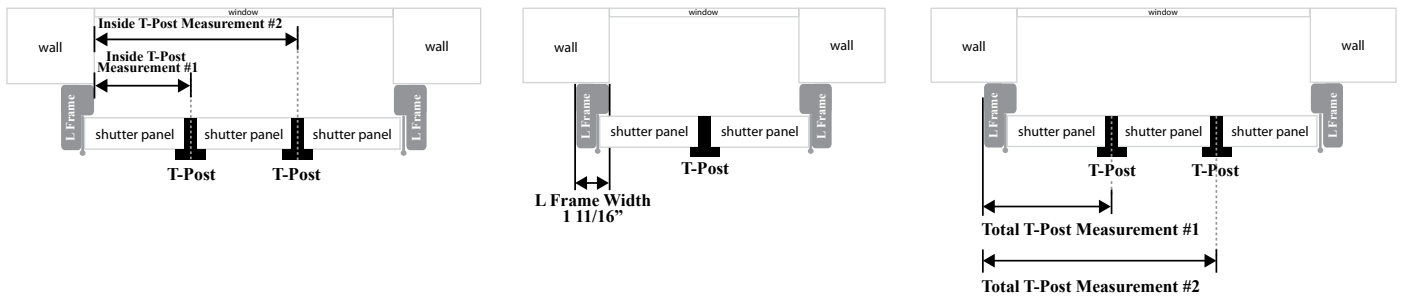 window
Inside T-Post Measurement #2
wall
wall
Inside T-Post
Measurement #1
L Frame
L Frame
shutter panel
shutter panel
shutter panel
T-Post
T-Post
window
wall
wall
L Frame
L Frame
shutter panel
shutter panel
T-Post
L Frame Width
1 11/16”
window
wall
wall
L Frame
L Frame
shutter panel
shutter panel
shutter panel
T-Post
T-Post
Total T-Post Measurement #1
Total T-Post Measurement #2